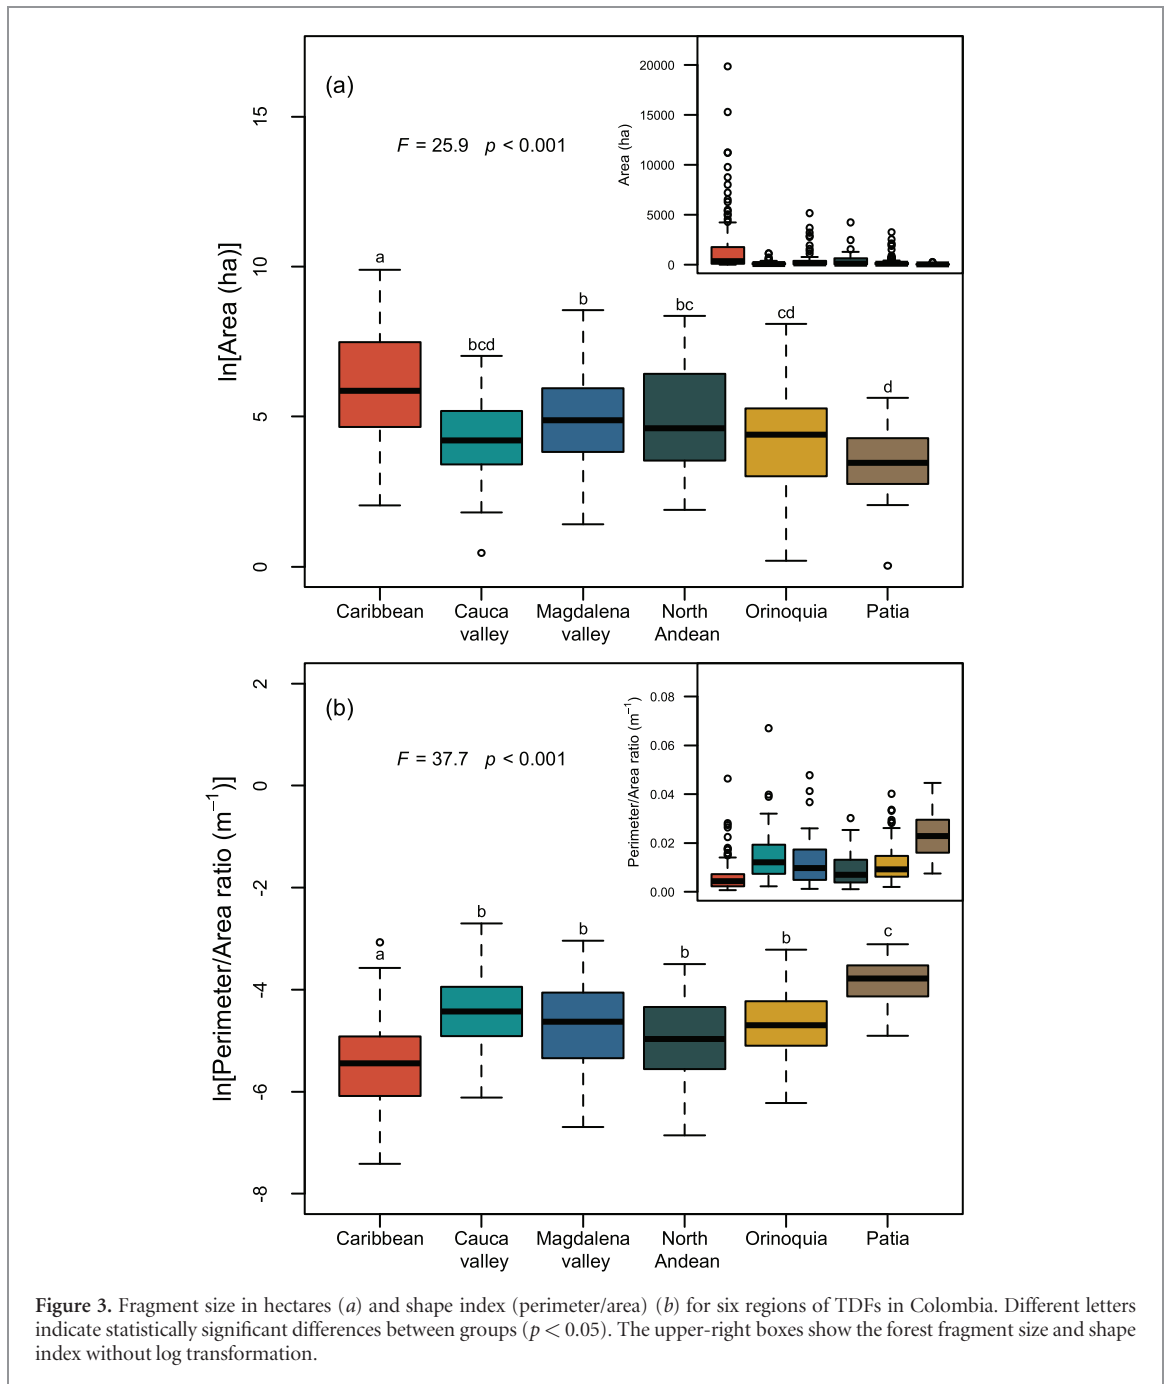 (a)
F = 25.9 p < 0.001
ln[Area (ha)]
15
10
5
0
a
bcd
b
bc
cd
d
Area (ha)
20000
15000
10000
5000
0
Caribbean
Cauca
valley
Magdalena
valley
North
Andean
Orinoquia
Patia
(b)
F = 37.7 p < 0.001
ln[Perimeter/Area ratio (m⁻¹)]
2
0
-2
-4
-6
-8
a
b
b
b
b
c
Perimeter/Area ratio (m⁻¹)
0.08
0.06
0.04
0.02
0.00
Caribbean
Cauca
valley
Magdalena
valley
North
Andean
Orinoquia
Patia
Figure 3. Fragment size in hectares (a) and shape index (perimeter/area) (b) for six regions of TDFs in Colombia. Different letters
indicate statistically significant differences between groups (p < 0.05). The upper-right boxes show the forest fragment size and shape
index without log transformation.